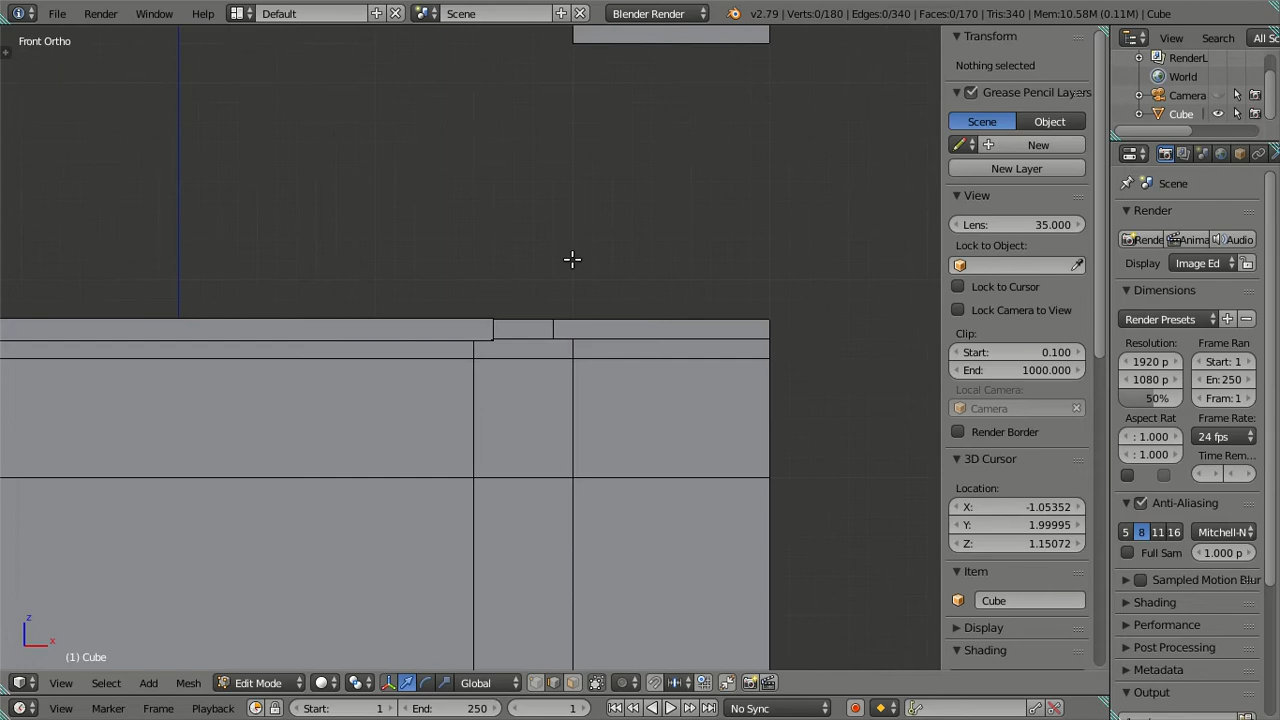 File Render Window Help Default Scene Blender Render v2.79 | Verts:0/180 | Edges:0/340 | Faces:0/170 | Tris:340 | Mem:10.58M (0.11M) | Cube
Front Ortho
Transform
Nothing selected
Grease Pencil Layers
Scene Object
New
New Layer
View
Lens: 35.000
Lock to Object:
Lock to Cursor
Lock Camera to View
Clip:
Start: 0.100
End: 1000.000
Local Camera:
Camera
Render Border
3D Cursor
Location:
X: -1.05352
Y: 1.99995
Z: 1.15072
Item
Cube
Display
Shading
View Search All Sc
RenderL
World
Camera
Cube
Scene
Render
Rende Anima Audio
Display Image Ed
Dimensions
Render Presets
Resolution: Frame Ran
1920 p Start: 1
1080 p En: 250
50% Fram: 1
Aspect Rat Frame Rate:
: 1.000 24 fps
: 1.000 Time Rem...
Anti-Aliasing
5 8 11 16 Mitchell-N
Full Sam 1.000 p
Sampled Motion Blur
Shading
Performance
Post Processing
Metadata
Output
z
x
(1) Cube
View Select Add Mesh Edit Mode Global
View Marker Frame Playback Start: 1 End: 250 1 No Sync